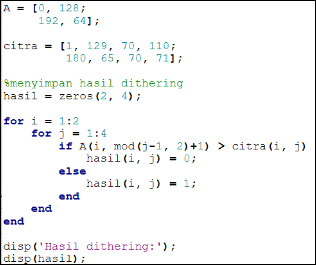 A = [0, 128;
192, 64];
citra = [1, 129, 70, 110;
180, 65, 70, 71];
%menyimpan hasil dithering
hasil = zeros(2, 4);
for i = 1:2
for j = 1:4
if A(i, mod(j-1, 2)+1) > citra(i, j)
hasil(i, j) = 0;
else
hasil(i, j) = 1;
end
end
end
disp('Hasil dithering:');
disp(hasil);